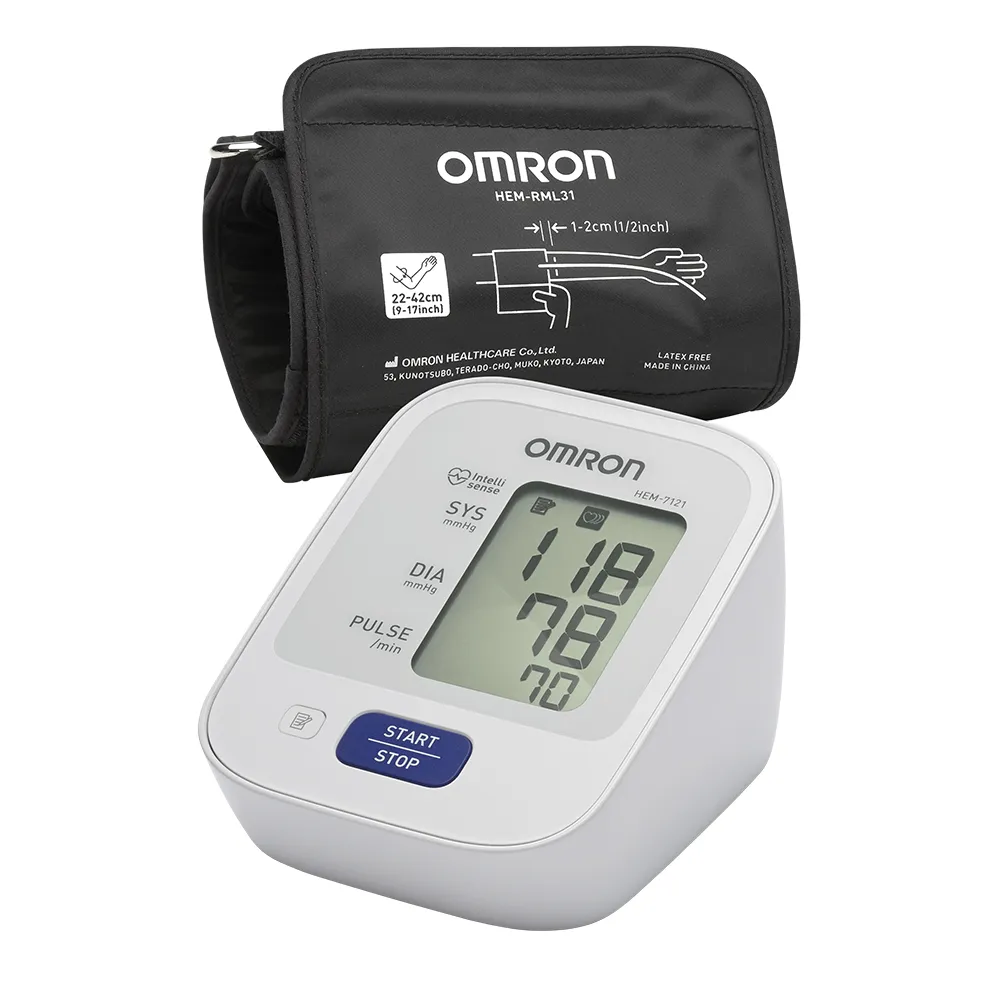 OMRON
HEM-RML31
1-2cm(1/2inch)
22-42cm
(9-17inch)
OMRON HEALTHCARE Co.,Ltd.
53, KUNOTSUBO, TERADO-CHO, MUKO, KYOTO, JAPAN
LATEX FREE
MADE IN CHINA
OMRON
HEM-7121
Intelli
sense
SYS
mmHg
118
DIA
mmHg
78
PULSE
/min
70
START
STOP